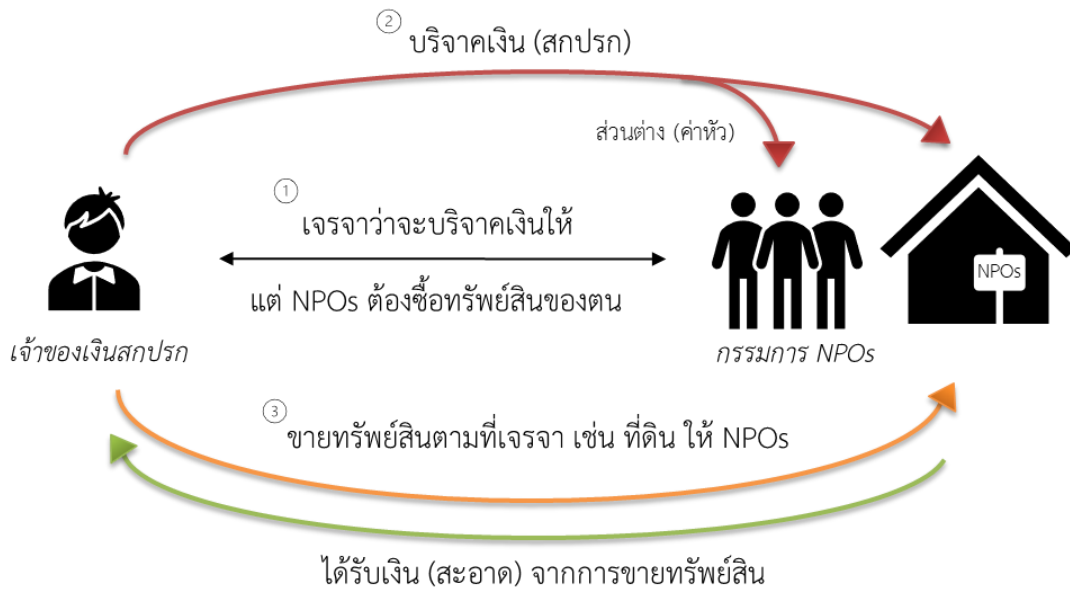 ② บริจาคเงิน (สกปรก)
ส่วนต่าง (ค่าหัว)
① เจรจาว่าจะบริจาคเงินให้
แต่ NPOs ต้องซื้อทรัพย์สินของตน
NPOs
เจ้าของเงินสกปรก
กรรมการ NPOs
③ ขายทรัพย์สินตามที่เจรจา เช่น ที่ดิน ให้ NPOs
ได้รับเงิน (สะอาด) จากการขายทรัพย์สิน